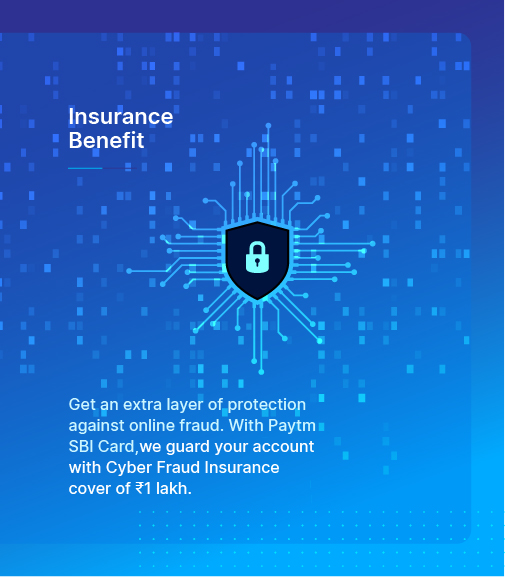 Insurance
Benefit
Get an extra layer of protection
against online fraud. With Paytm
SBI Card,we guard your account
with Cyber Fraud Insurance
cover of ₹1 lakh.